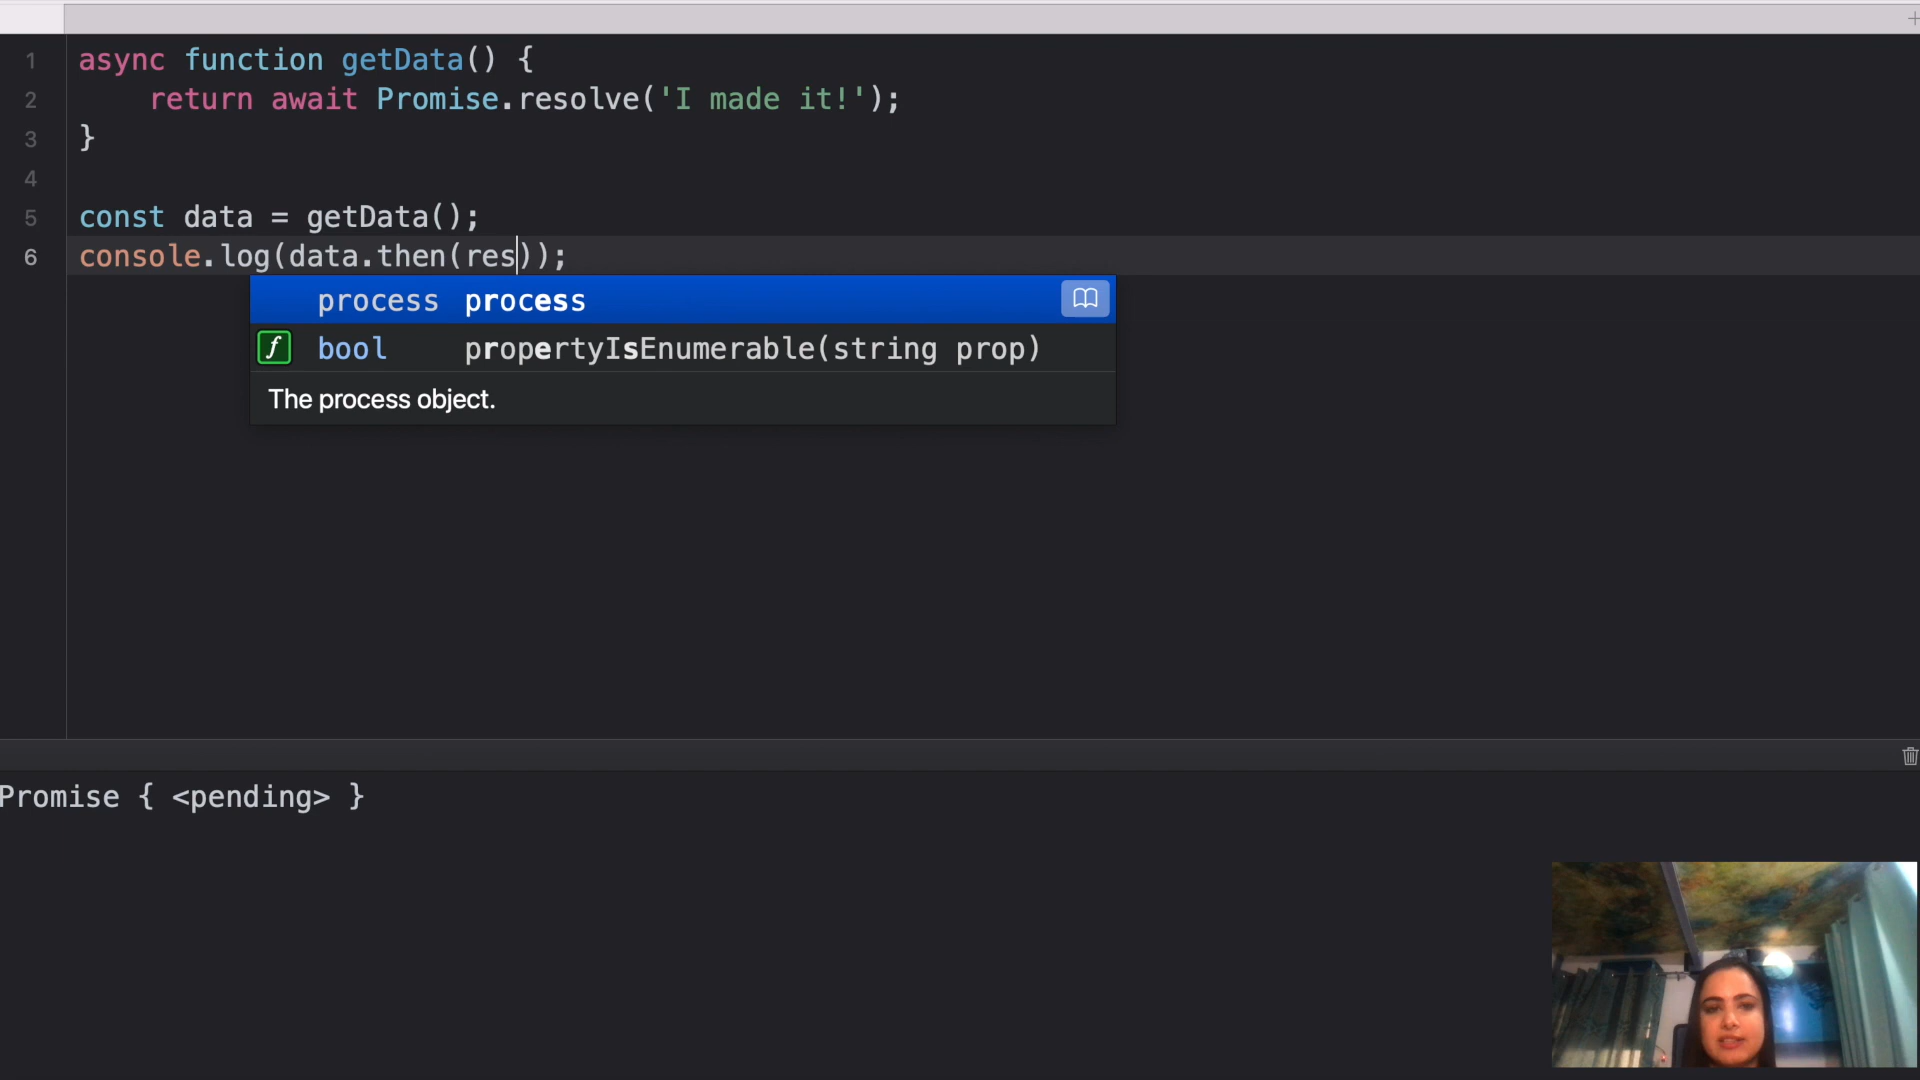 1 async function getData() {
2 return await Promise.resolve('I made it!');
3 }
4
5 const data = getData();
6 console.log(data.then(res));
process process
f bool propertyIsEnumerable(string prop)
The process object.
Promise { <pending> }